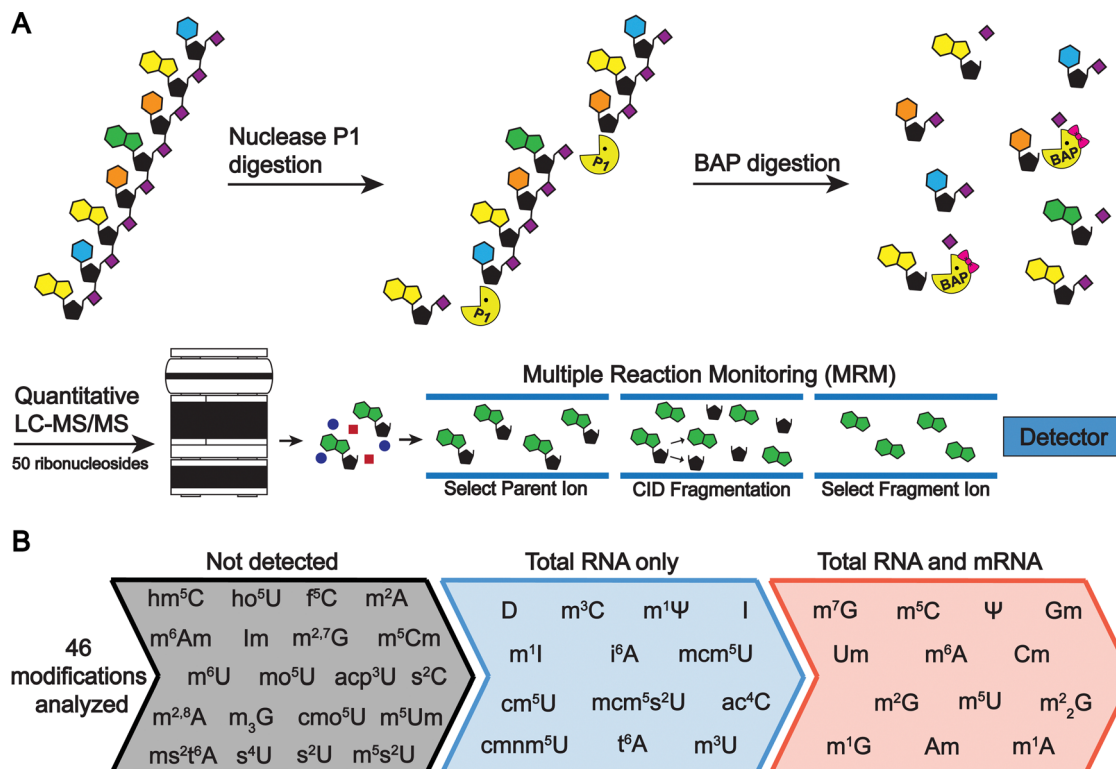 A
Nuclease P1
digestion
P1
P1
BAP digestion
BAP
BAP
Quantitative
LC-MS/MS
50 ribonucleosides
Multiple Reaction Monitoring (MRM)
Select Parent Ion
CID Fragmentation
Select Fragment Ion
Detector
B
46
modifications
analyzed
Not detected
hm⁵C ho⁵U f⁵C m²A
m⁶Am Im m²,⁷G m⁵Cm
m⁶U mo⁵U acp³U s²C
m²,⁸A m₃G cmo⁵U m⁵Um
ms²t⁶A s⁴U s²U m⁵s²U
Total RNA only
D m³C m¹Ψ I
m¹I i⁶A mcm⁵U
cm⁵U mcm⁵s²U ac⁴C
cmnm⁵U t⁶A m³U
Total RNA and mRNA
m⁷G m⁵C Ψ Gm
Um m⁶A Cm
m²G m⁵U m²₂G
m¹G Am m¹A